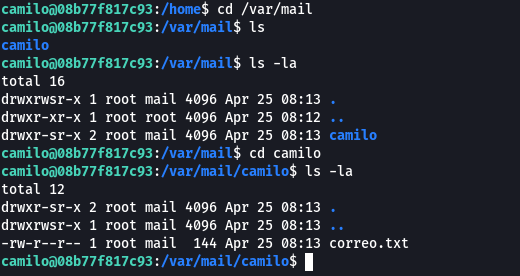 camilo@08b77f817c93:/home$ cd /var/mail
camilo@08b77f817c93:/var/mail$ ls
camilo
camilo@08b77f817c93:/var/mail$ ls -la
total 16
drwxrwsr-x 1 root mail 4096 Apr 25 08:13 .
drwxr-xr-x 1 root root 4096 Apr 25 08:12 ..
drwxr-sr-x 2 root mail 4096 Apr 25 08:13 camilo
camilo@08b77f817c93:/var/mail$ cd camilo
camilo@08b77f817c93:/var/mail/camilo$ ls -la
total 12
drwxr-sr-x 2 root mail 4096 Apr 25 08:13 .
drwxrwsr-x 1 root mail 4096 Apr 25 08:13 ..
-rw-r--r-- 1 root mail  144 Apr 25 08:13 correo.txt
camilo@08b77f817c93:/var/mail/camilo$